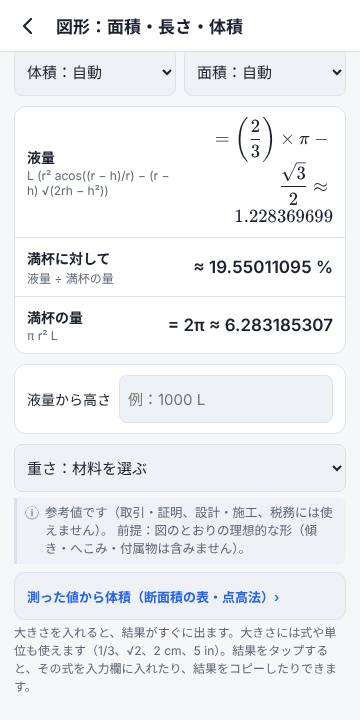 図形：面積・長さ・体積
体積：自動
面積：自動
液量
L (r² acos((r − h)/r) − (r −
h) √(2rh − h²))
= (2/3) × π −
√3/2 ≈
1.228369699
満杯に対して
液量 ÷ 満杯の量
≈ 19.55011095 %
満杯の量
π r² L
= 2π ≈ 6.283185307
液量から高さ
例：1000 L
重さ：材料を選ぶ
ⓘ 参考値です（取引・証明、設計・施工、税務には使
えません）。 前提：図のとおりの理想的な形（傾
き・へこみ・付属物は含みません）。
測った値から体積（断面積の表・点高法）›
大きさを入れると、結果がすぐに出ます。大きさには式や単
位も使えます（1/3、√2、2 cm、5 in）。結果をタップする
と、その式を入力欄に入れたり、結果をコピーしたりできま
す。